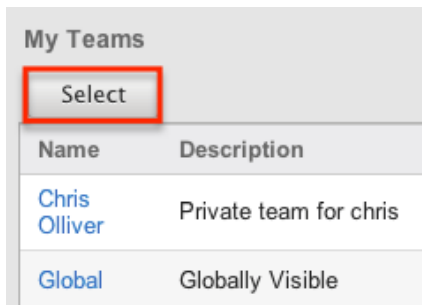 My Teams
Select
Name Description
Chris
Olliver Private team for chris
Global Globally Visible